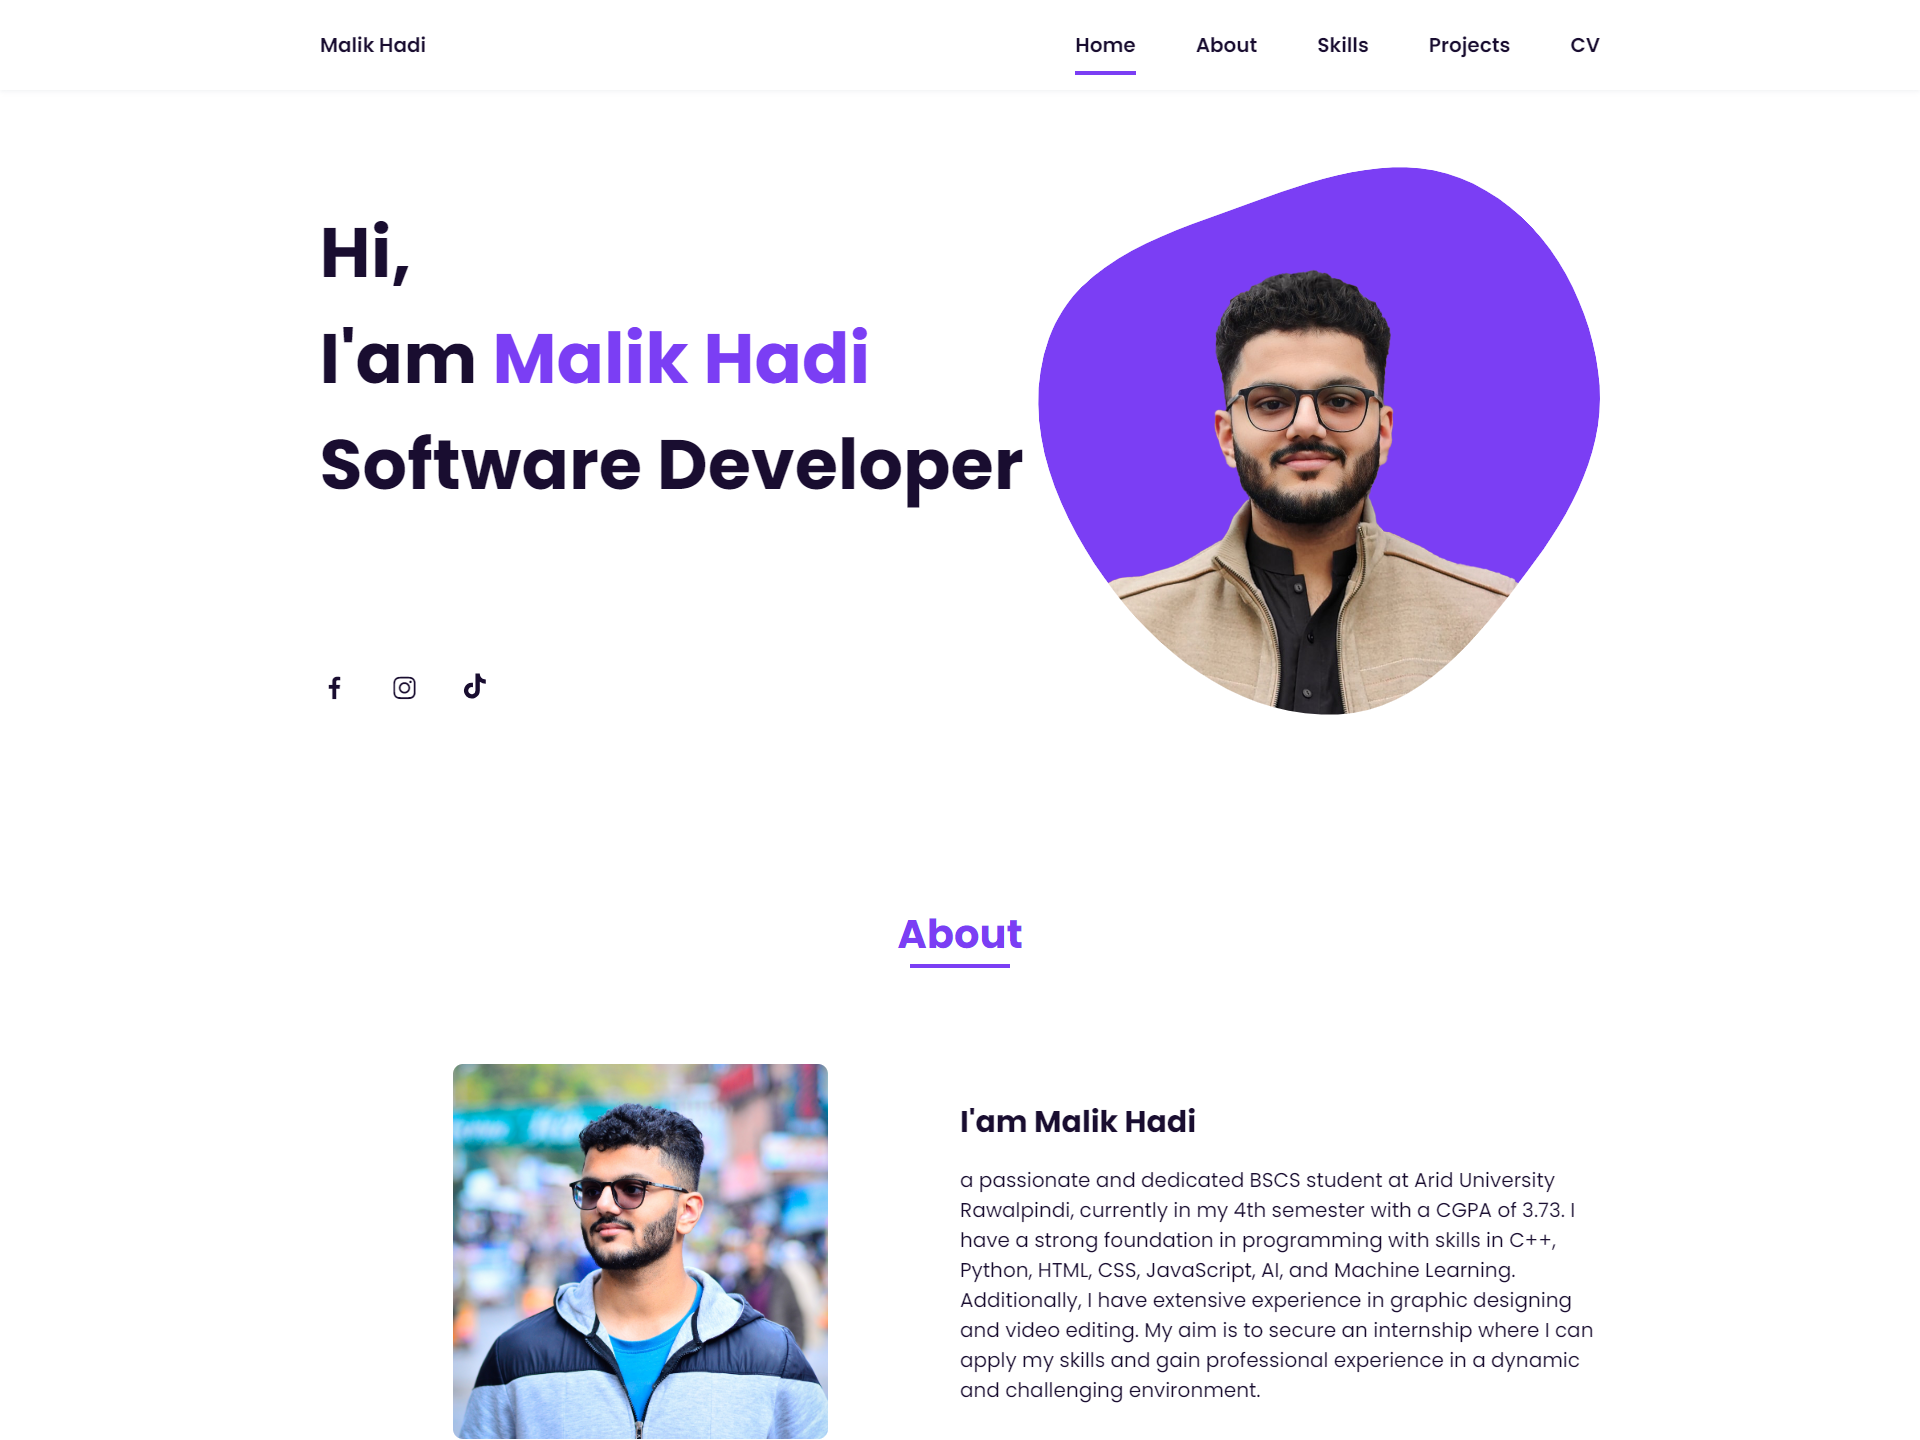 Malik Hadi
Home About Skills Projects CV
Hi,
I'am Malik Hadi
Software Developer
About
I'am Malik Hadi
a passionate and dedicated BSCS student at Arid University
Rawalpindi, currently in my 4th semester with a CGPA of 3.73. I
have a strong foundation in programming with skills in C++,
Python, HTML, CSS, JavaScript, AI, and Machine Learning.
Additionally, I have extensive experience in graphic designing
and video editing. My aim is to secure an internship where I can
apply my skills and gain professional experience in a dynamic
and challenging environment.